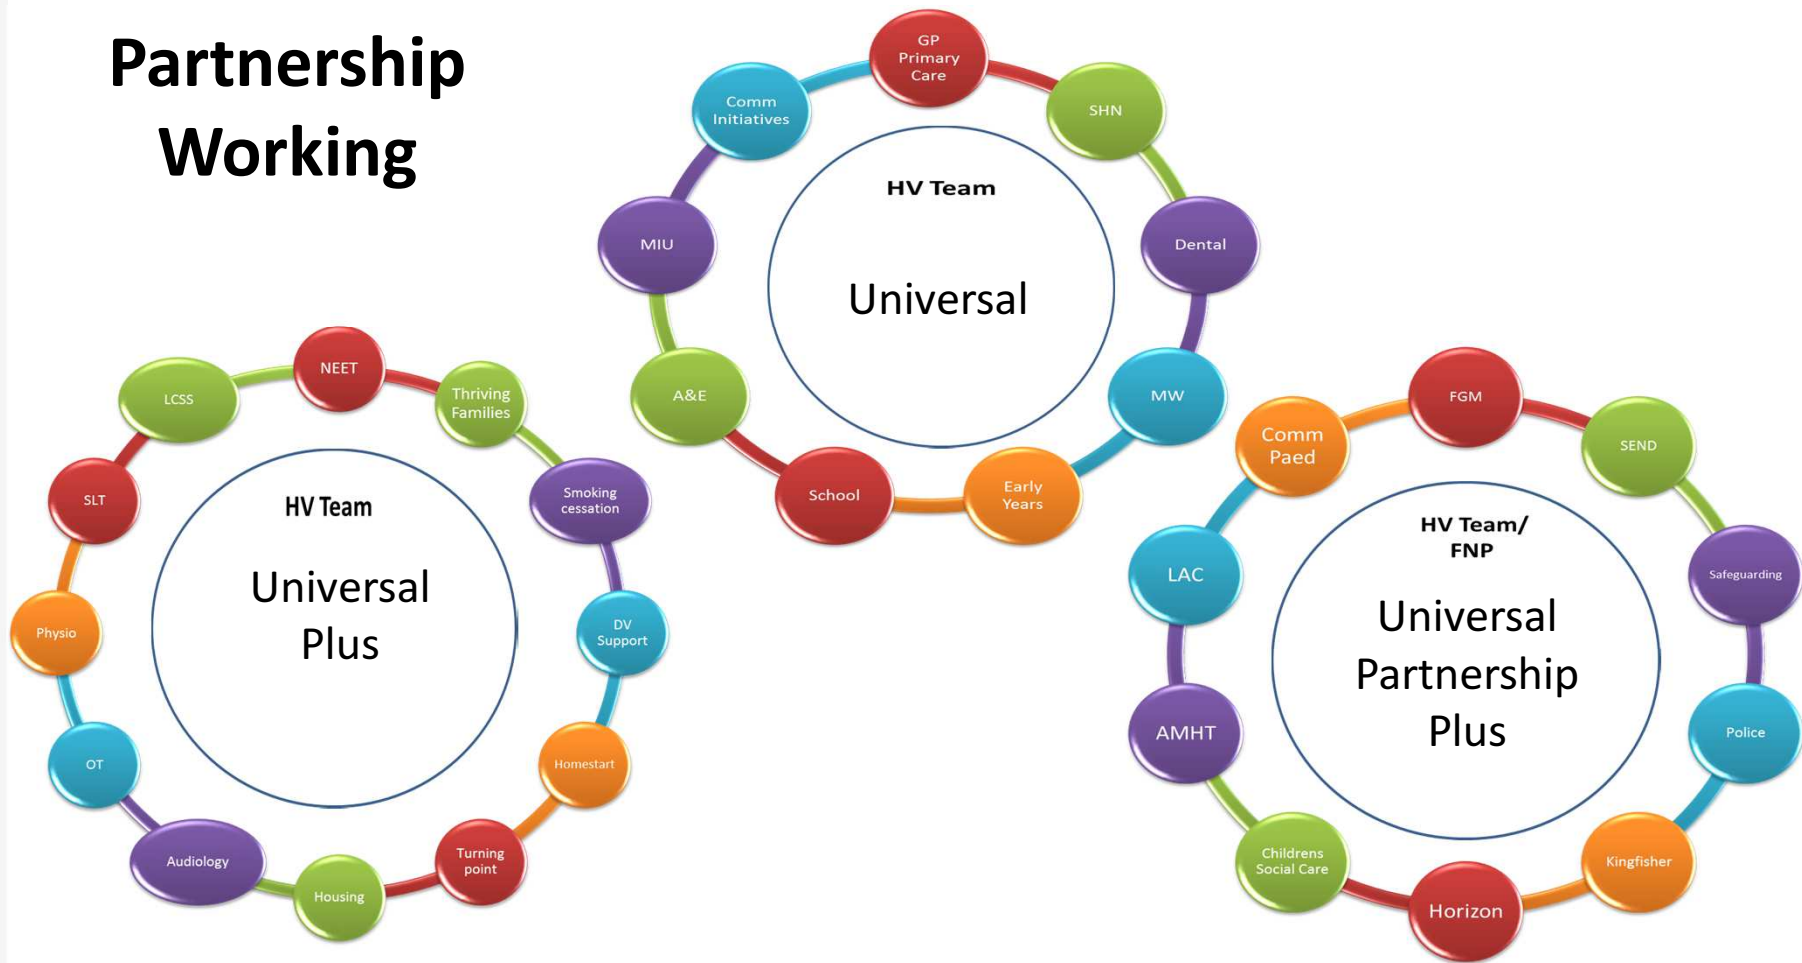 Partnership
Working
GP
Primary
Care
SHN
Dental
MW
Early
Years
School
A&E
MIU
Comm
Initiatives
HV Team
Universal
NEET
Thriving
Families
Smoking
cessation
DV
Support
Homestart
Turning
point
Housing
Audiology
OT
Physio
SLT
LCSS
HV Team
Universal
Plus
FGM
SEND
Safeguarding
Police
Kingfisher
Horizon
Childrens
Social Care
AMHT
LAC
Comm
Paed
HV Team/
FNP
Universal
Partnership
Plus